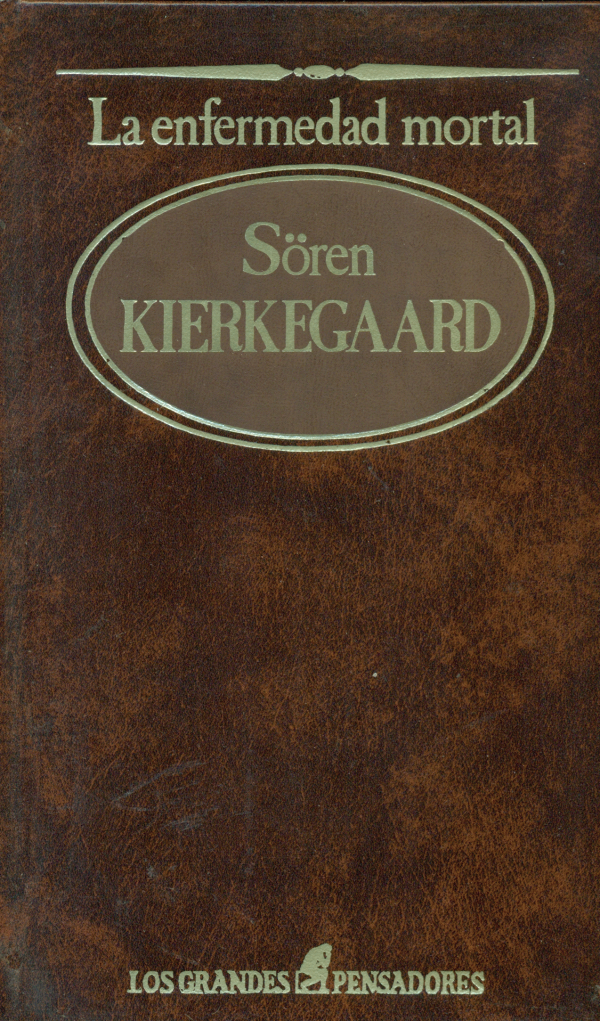 La enfermedad mortal
Sören
KIERKEGAARD
LOS GRANDES PENSADORES